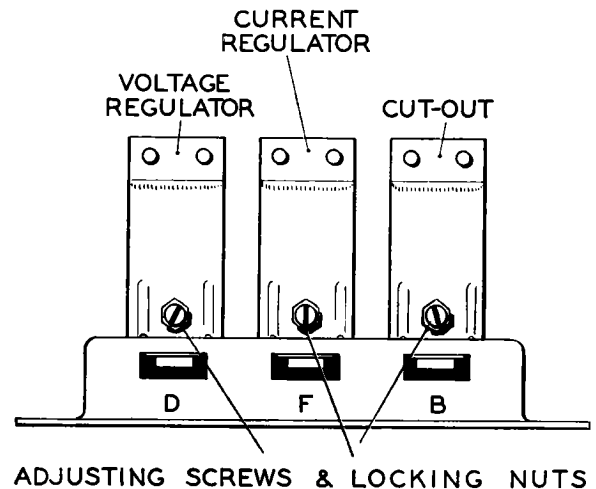 CURRENT
REGULATOR
VOLTAGE
REGULATOR
CUT-OUT
D
F
B
ADJUSTING SCREWS & LOCKING NUTS